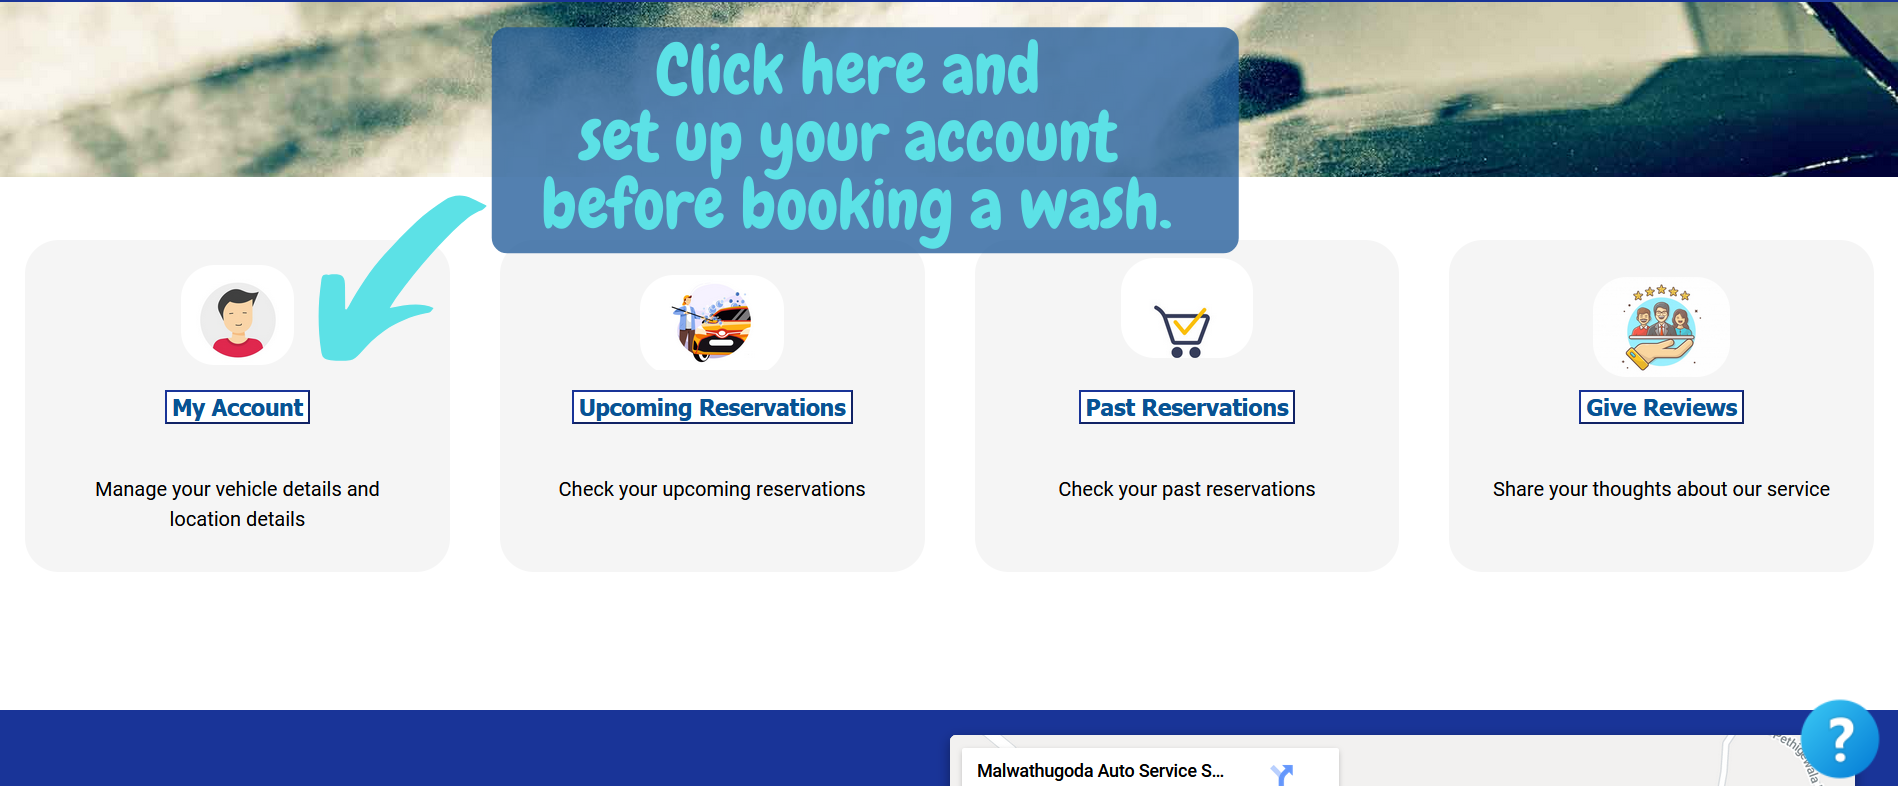 Click here and
set up your account
before booking a wash.
My Account
Upcoming Reservations
Past Reservations
Give Reviews
Manage your vehicle details and
location details
Check your upcoming reservations
Check your past reservations
Share your thoughts about our service
?
Malwathugoda Auto Service S...